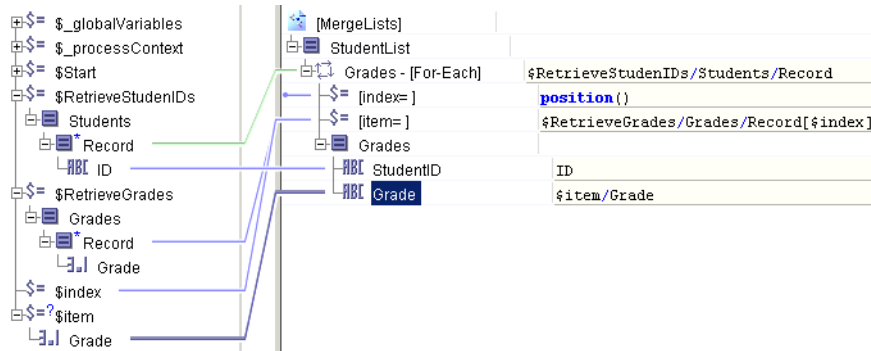 $_globalVariables
$_processContext
$Start
$RetrieveStudenIDs
Students
Record
ID
$RetrieveGrades
Grades
Record
Grade
$index
$item
Grade
[MergeLists]
StudentList
Grades - [For-Each] $RetrieveStudenIDs/Students/Record
[index= ] position()
[item= ] $RetrieveGrades/Grades/Record[$index]
Grades
StudentID ID
Grade $item/Grade